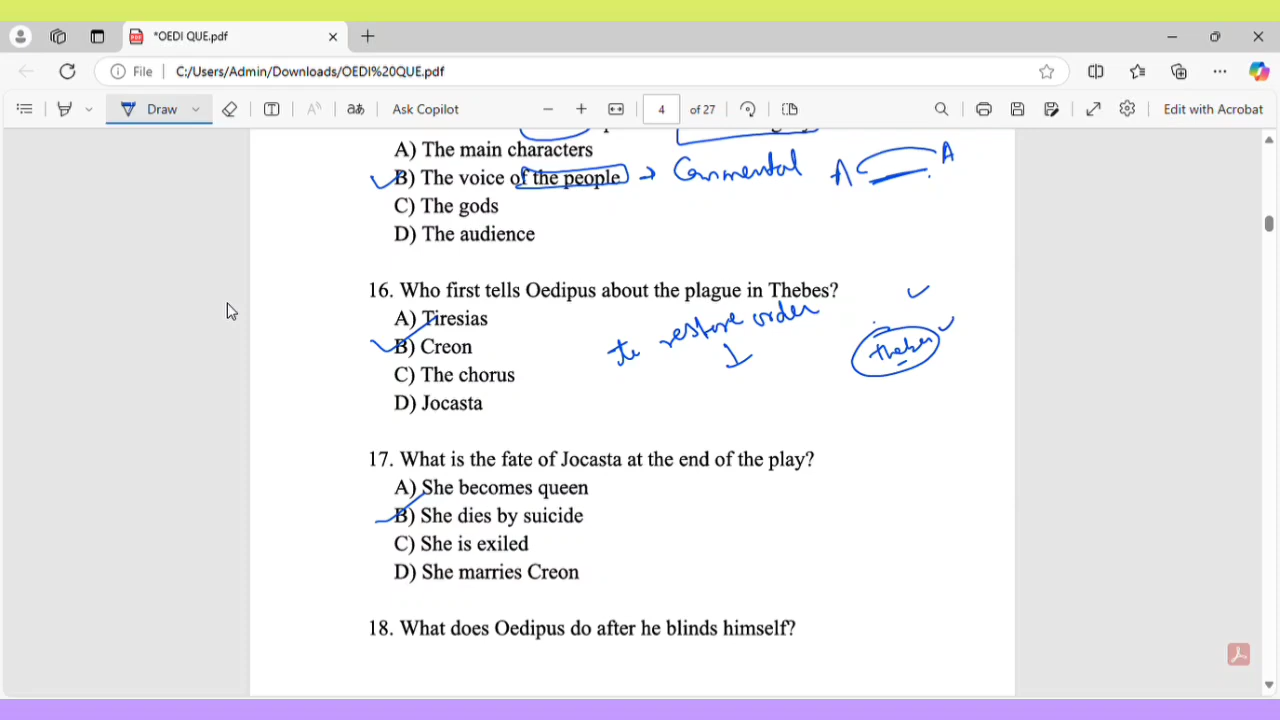 *OEDI QUE.pdf
File
C:/Users/Admin/Downloads/OEDI%20QUE.pdf
Draw
aあ
Ask Copilot
4 of 27
Edit with Acrobat
A) The main characters
B) The voice of the people → Commental A A
C) The gods
D) The audience
16. Who first tells Oedipus about the plague in Thebes?
A) Tiresias
the restore order
B) Creon
Thebes
C) The chorus
D) Jocasta
17. What is the fate of Jocasta at the end of the play?
A) She becomes queen
B) She dies by suicide
C) She is exiled
D) She marries Creon
18. What does Oedipus do after he blinds himself?